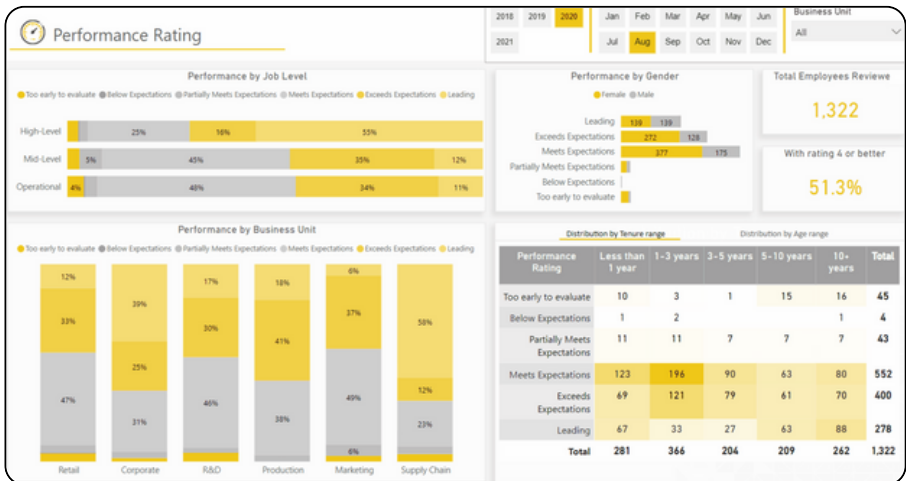 Performance Rating
2018 2019 2020
2021
Jan Feb Mar Apr May Jun
Jul Aug Sep Oct Nov Dec
Business Unit
All
Performance by Job Level
Too early to evaluate Below Expectations Partially Meets Expectations Meets Expectations Exceeds Expectations Leading
High-Level 25% 16% 55%
Mid-Level 5% 45% 35% 12%
Operational 4% 48% 34% 11%
Performance by Gender
Female Male
Leading 139 139
Exceeds Expectations 272 128
Meets Expectations 377 175
Partially Meets Expectations
Below Expectations
Too early to evaluate
Total Employees Reviewe
1,322
With rating 4 or better
51.3%
Performance by Business Unit
Too early to evaluate Below Expectations Partially Meets Expectations Meets Expectations Exceeds Expectations Leading
12% 39% 17% 18% 6% 58%
33% 25% 30% 41% 37% 12%
47% 31% 46% 38% 49% 23%
6%
Retail Corporate R&D Production Marketing Supply Chain
Distribution by Tenure range Distribution by Age range
Performance Rating Less than 1 year 1-3 years 3-5 years 5-10 years 10+ years Total
Too early to evaluate 10 3 1 15 16 45
Below Expectations 1 2 1 4
Partially Meets Expectations 11 11 7 7 7 43
Meets Expectations 123 196 90 63 80 552
Exceeds Expectations 69 121 79 61 70 400
Leading 67 33 27 63 88 278
Total 281 366 204 209 262 1,322